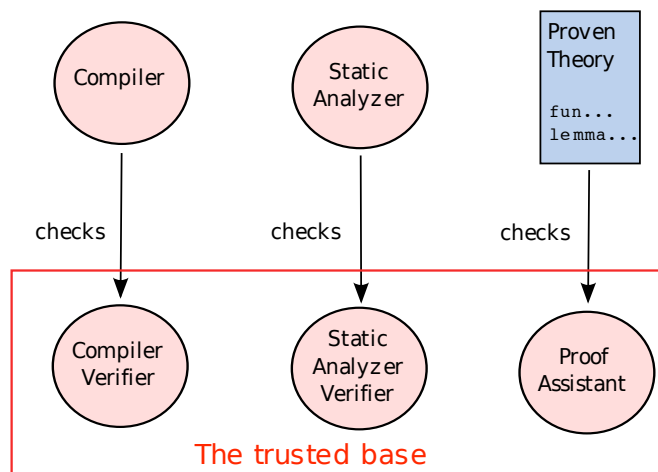 Compiler
Static
Analyzer
Proven
Theory
fun...
lemma...
checks
checks
checks
Compiler
Verifier
Static
Analyzer
Verifier
Proof
Assistant
The trusted base